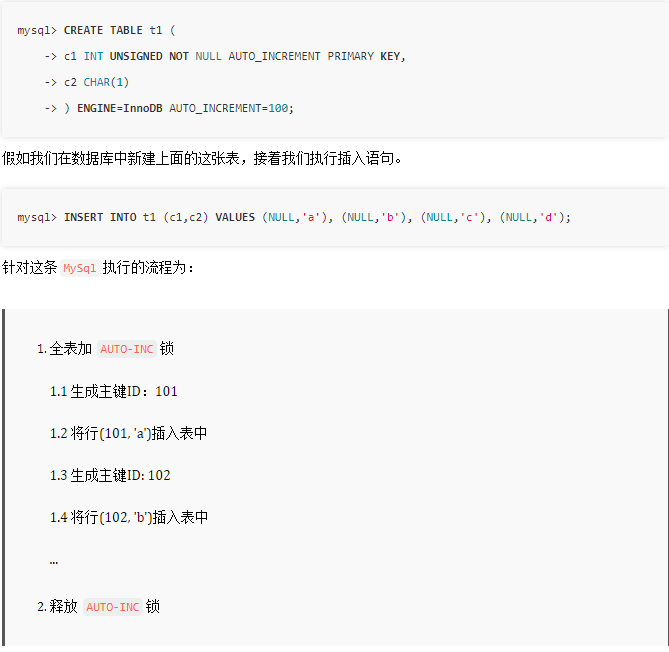 mysql> CREATE TABLE t1 (
-> c1 INT UNSIGNED NOT NULL AUTO_INCREMENT PRIMARY KEY,
-> c2 CHAR(1)
-> ) ENGINE=InnoDB AUTO_INCREMENT=100;
假如我们在数据库中新建上面的这张表，接着我们执行插入语句。
mysql> INSERT INTO t1 (c1,c2) VALUES (NULL,'a'), (NULL,'b'), (NULL,'c'), (NULL,'d');
针对这条 MySql 执行的流程为：
1. 全表加 AUTO-INC 锁
1.1 生成主键ID：101
1.2 将行(101, 'a')插入表中
1.3 生成主键ID: 102
1.4 将行(102, 'b')插入表中
...
2. 释放 AUTO-INC 锁